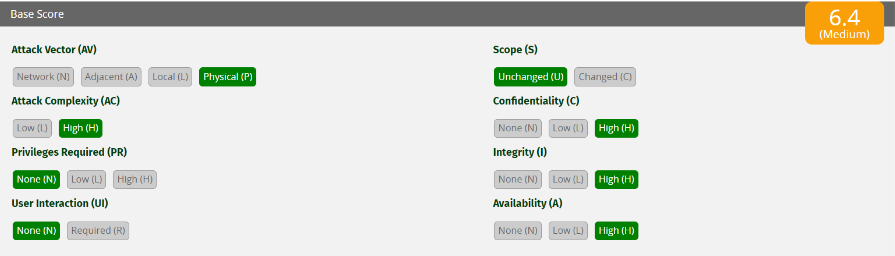 Base Score
6.4
(Medium)
Attack Vector (AV)
Network (N) Adjacent (A) Local (L) Physical (P)
Attack Complexity (AC)
Low (L) High (H)
Privileges Required (PR)
None (N) Low (L) High (H)
User Interaction (UI)
None (N) Required (R)
Scope (S)
Unchanged (U) Changed (C)
Confidentiality (C)
None (N) Low (L) High (H)
Integrity (I)
None (N) Low (L) High (H)
Availability (A)
None (N) Low (L) High (H)